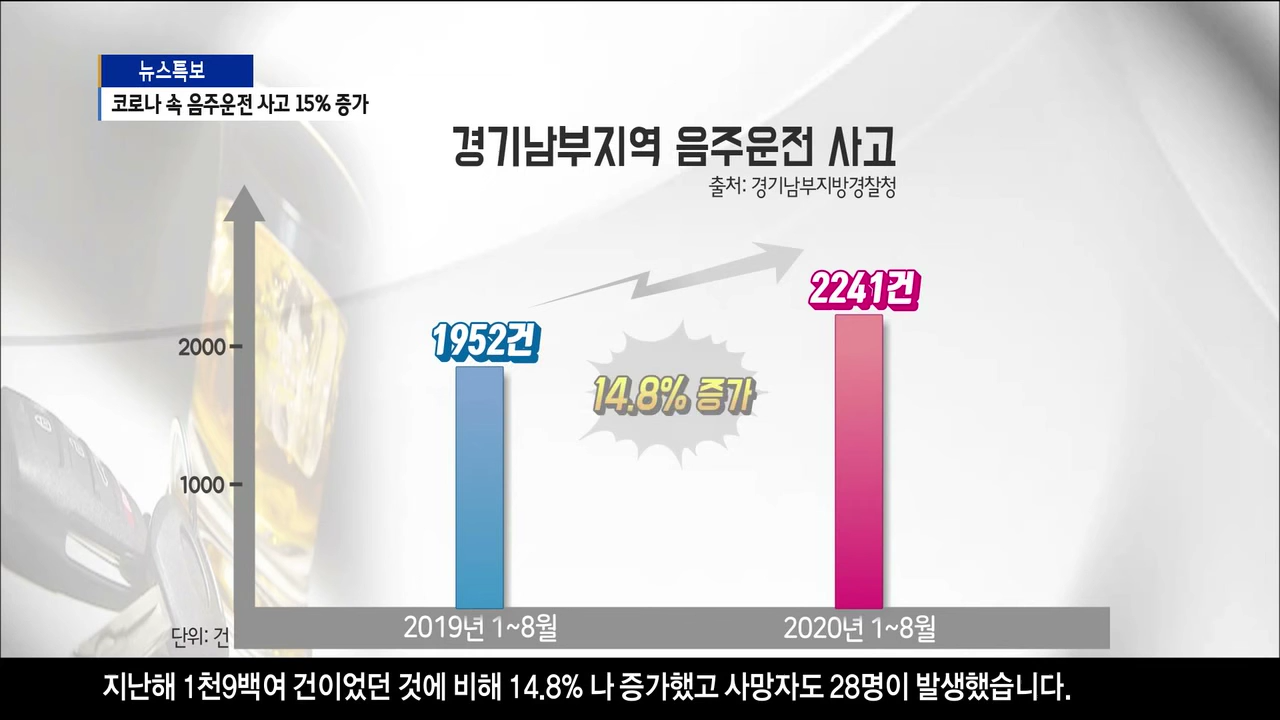 뉴스특보
코로나 속 음주운전 사고 15% 증가
경기남부지역 음주운전 사고
출처: 경기남부지방경찰청
2241건
1952건
2000
14.8% 증가
1000
2019년 1~8월
2020년 1~8월
단위: 건
지난해 1천9백여 건이었던 것에 비해 14.8% 나 증가했고 사망자도 28명이 발생했습니다.